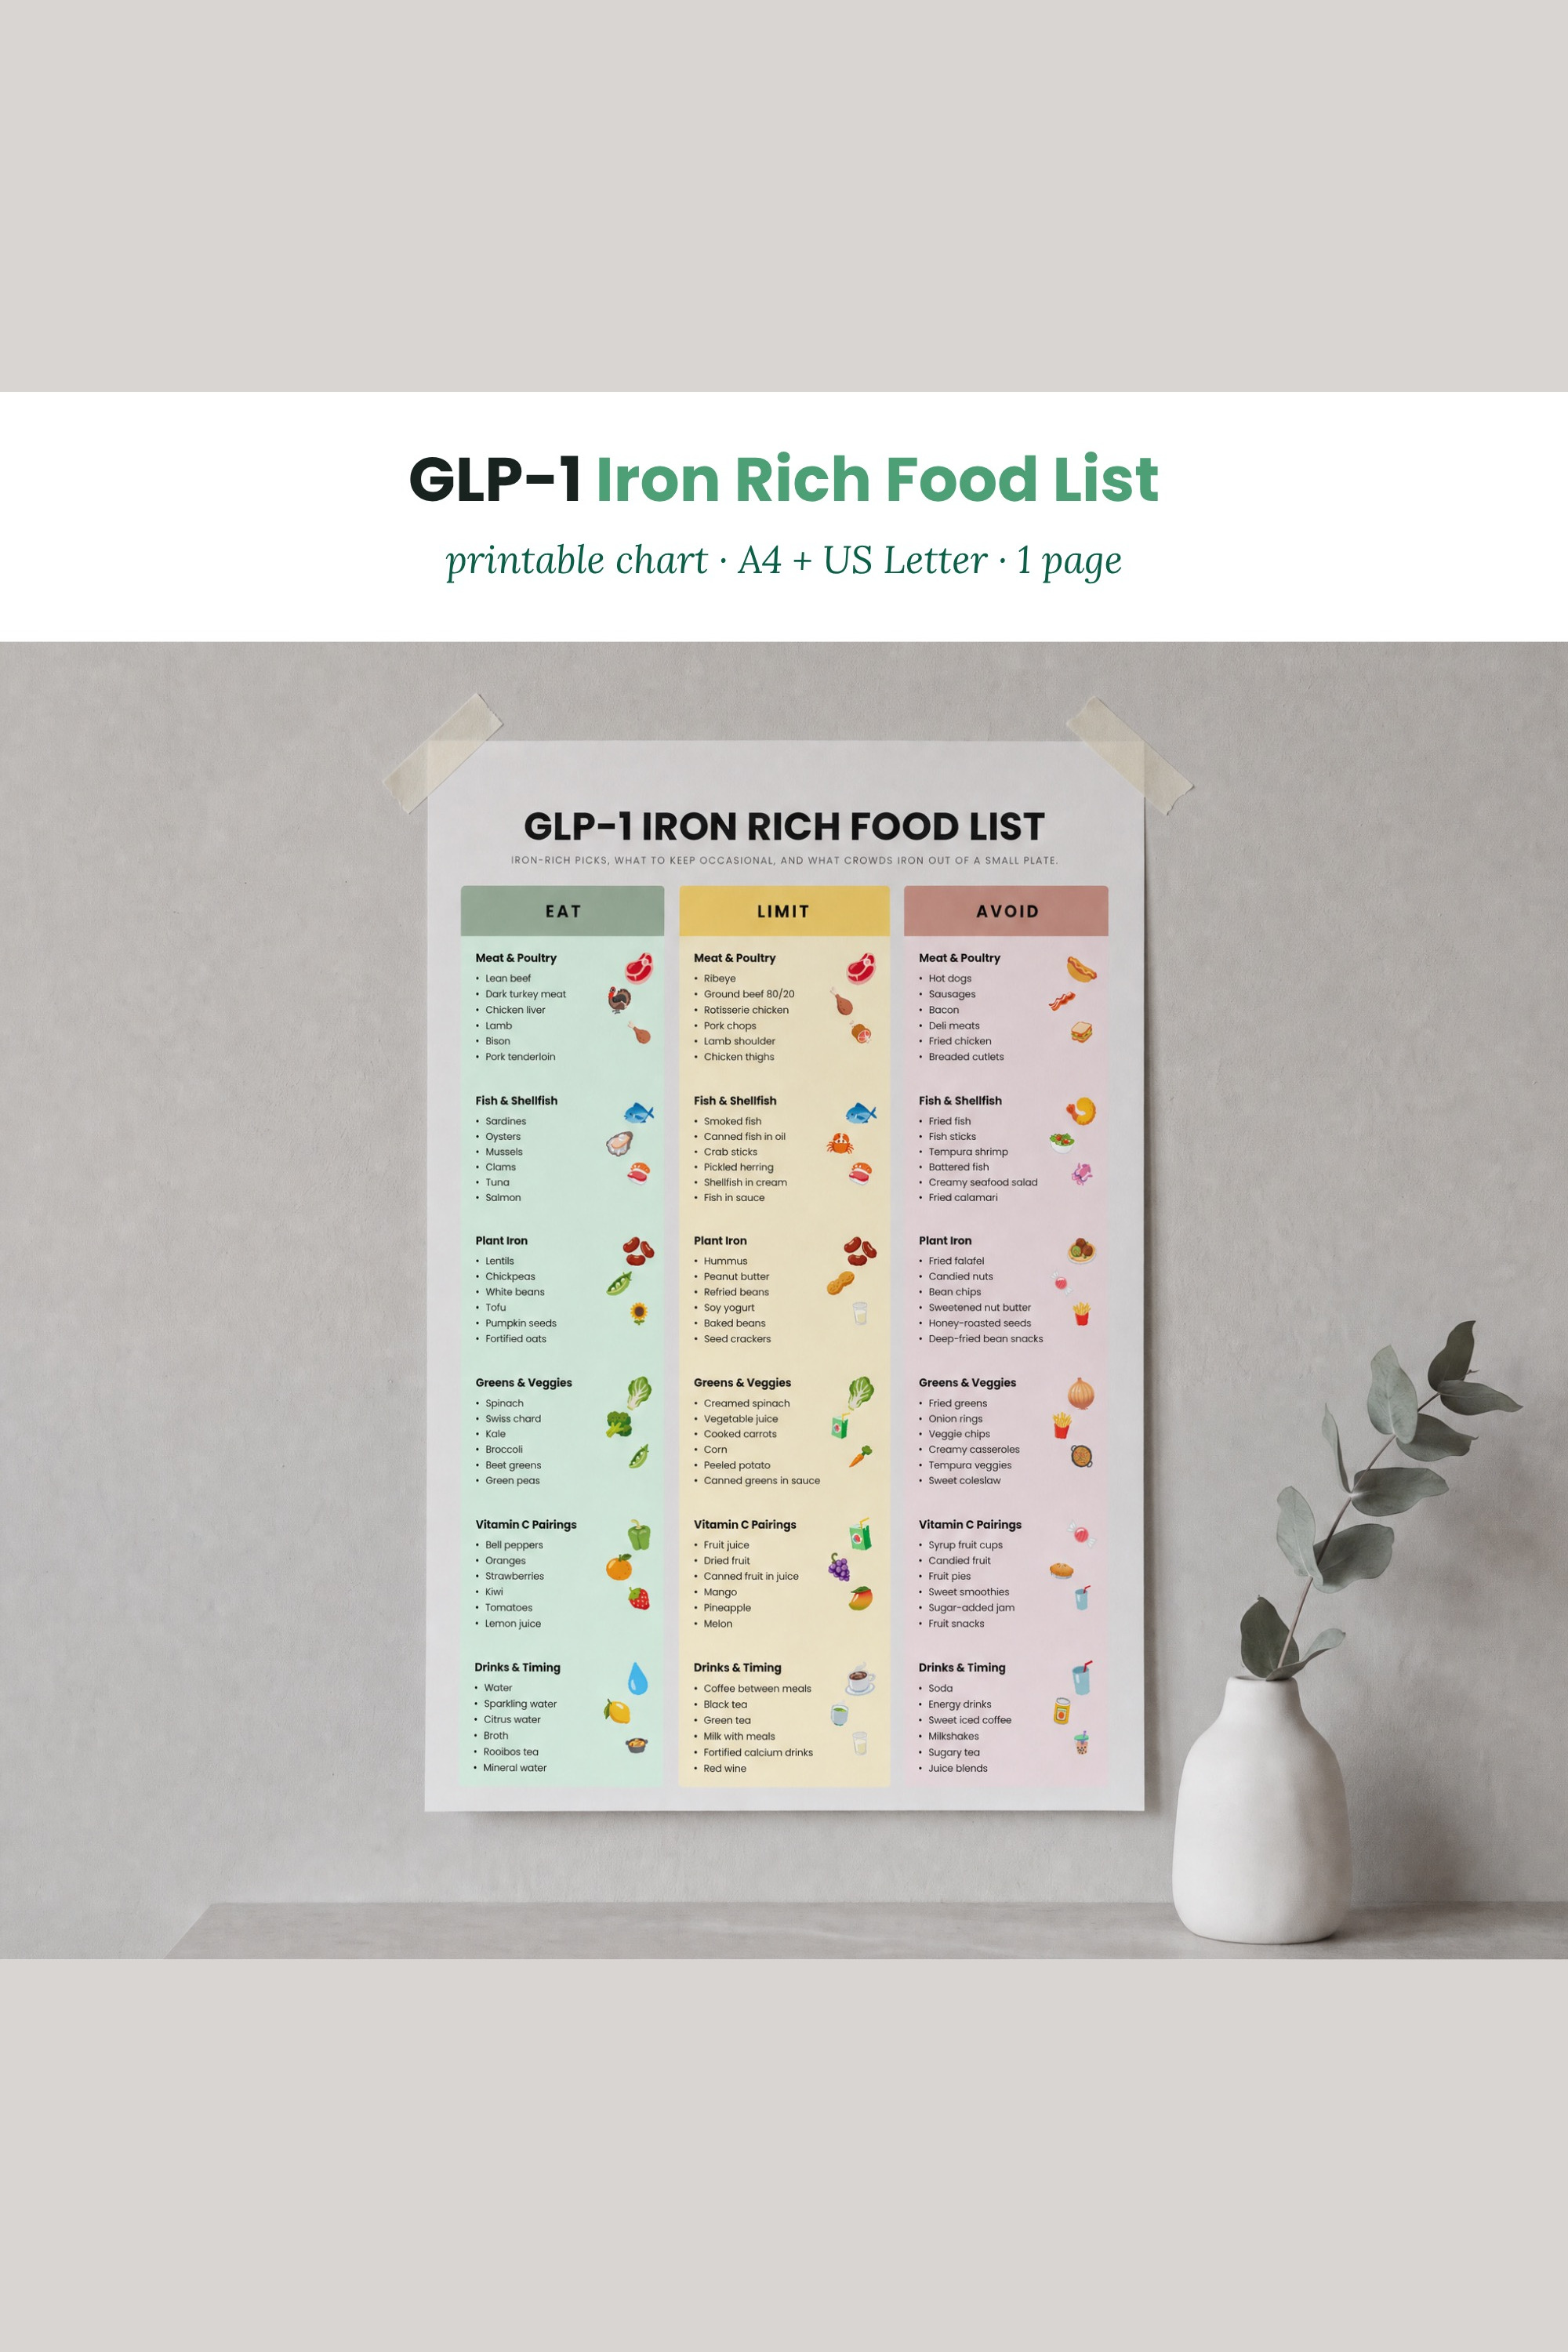 GLP-1 Iron Rich Food List
printable chart · A4 + US Letter · 1 page
GLP-1 IRON RICH FOOD LIST
IRON-RICH PICKS, WHAT TO KEEP OCCASIONAL, AND WHAT CROWDS IRON OUT OF A SMALL PLATE.
EAT
Meat & Poultry
• Lean beef
• Dark turkey meat
• Chicken liver
• Lamb
• Bison
• Pork tenderloin
Fish & Shellfish
• Sardines
• Oysters
• Mussels
• Clams
• Tuna
• Salmon
Plant Iron
• Lentils
• Chickpeas
• White beans
• Tofu
• Pumpkin seeds
• Fortified oats
Greens & Veggies
• Spinach
• Swiss chard
• Kale
• Broccoli
• Beet greens
• Green peas
Vitamin C Pairings
• Bell peppers
• Oranges
• Strawberries
• Kiwi
• Tomatoes
• Lemon juice
Drinks & Timing
• Water
• Sparkling water
• Citrus water
• Broth
• Rooibos tea
• Mineral water
LIMIT
Meat & Poultry
• Ribeye
• Ground beef 80/20
• Rotisserie chicken
• Pork chops
• Lamb shoulder
• Chicken thighs
Fish & Shellfish
• Smoked fish
• Canned fish in oil
• Crab sticks
• Pickled herring
• Shellfish in cream
• Fish in sauce
Plant Iron
• Hummus
• Peanut butter
• Refried beans
• Soy yogurt
• Baked beans
• Seed crackers
Greens & Veggies
• Creamed spinach
• Vegetable juice
• Cooked carrots
• Corn
• Peeled potato
• Canned greens in sauce
Vitamin C Pairings
• Fruit juice
• Dried fruit
• Canned fruit in juice
• Mango
• Pineapple
• Melon
Drinks & Timing
• Coffee between meals
• Black tea
• Green tea
• Milk with meals
• Fortified calcium drinks
• Red wine
AVOID
Meat & Poultry
• Hot dogs
• Sausages
• Bacon
• Deli meats
• Fried chicken
• Breaded cutlets
Fish & Shellfish
• Fried fish
• Fish sticks
• Tempura shrimp
• Battered fish
• Creamy seafood salad
• Fried calamari
Plant Iron
• Fried falafel
• Candied nuts
• Bean chips
• Sweetened nut butter
• Honey-roasted seeds
• Deep-fried bean snacks
Greens & Veggies
• Fried greens
• Onion rings
• Veggie chips
• Creamy casseroles
• Tempura veggies
• Sweet coleslaw
Vitamin C Pairings
• Syrup fruit cups
• Candied fruit
• Fruit pies
• Sweet smoothies
• Sugar-added jam
• Fruit snacks
Drinks & Timing
• Soda
• Energy drinks
• Sweet iced coffee
• Milkshakes
• Sugary tea
• Juice blends